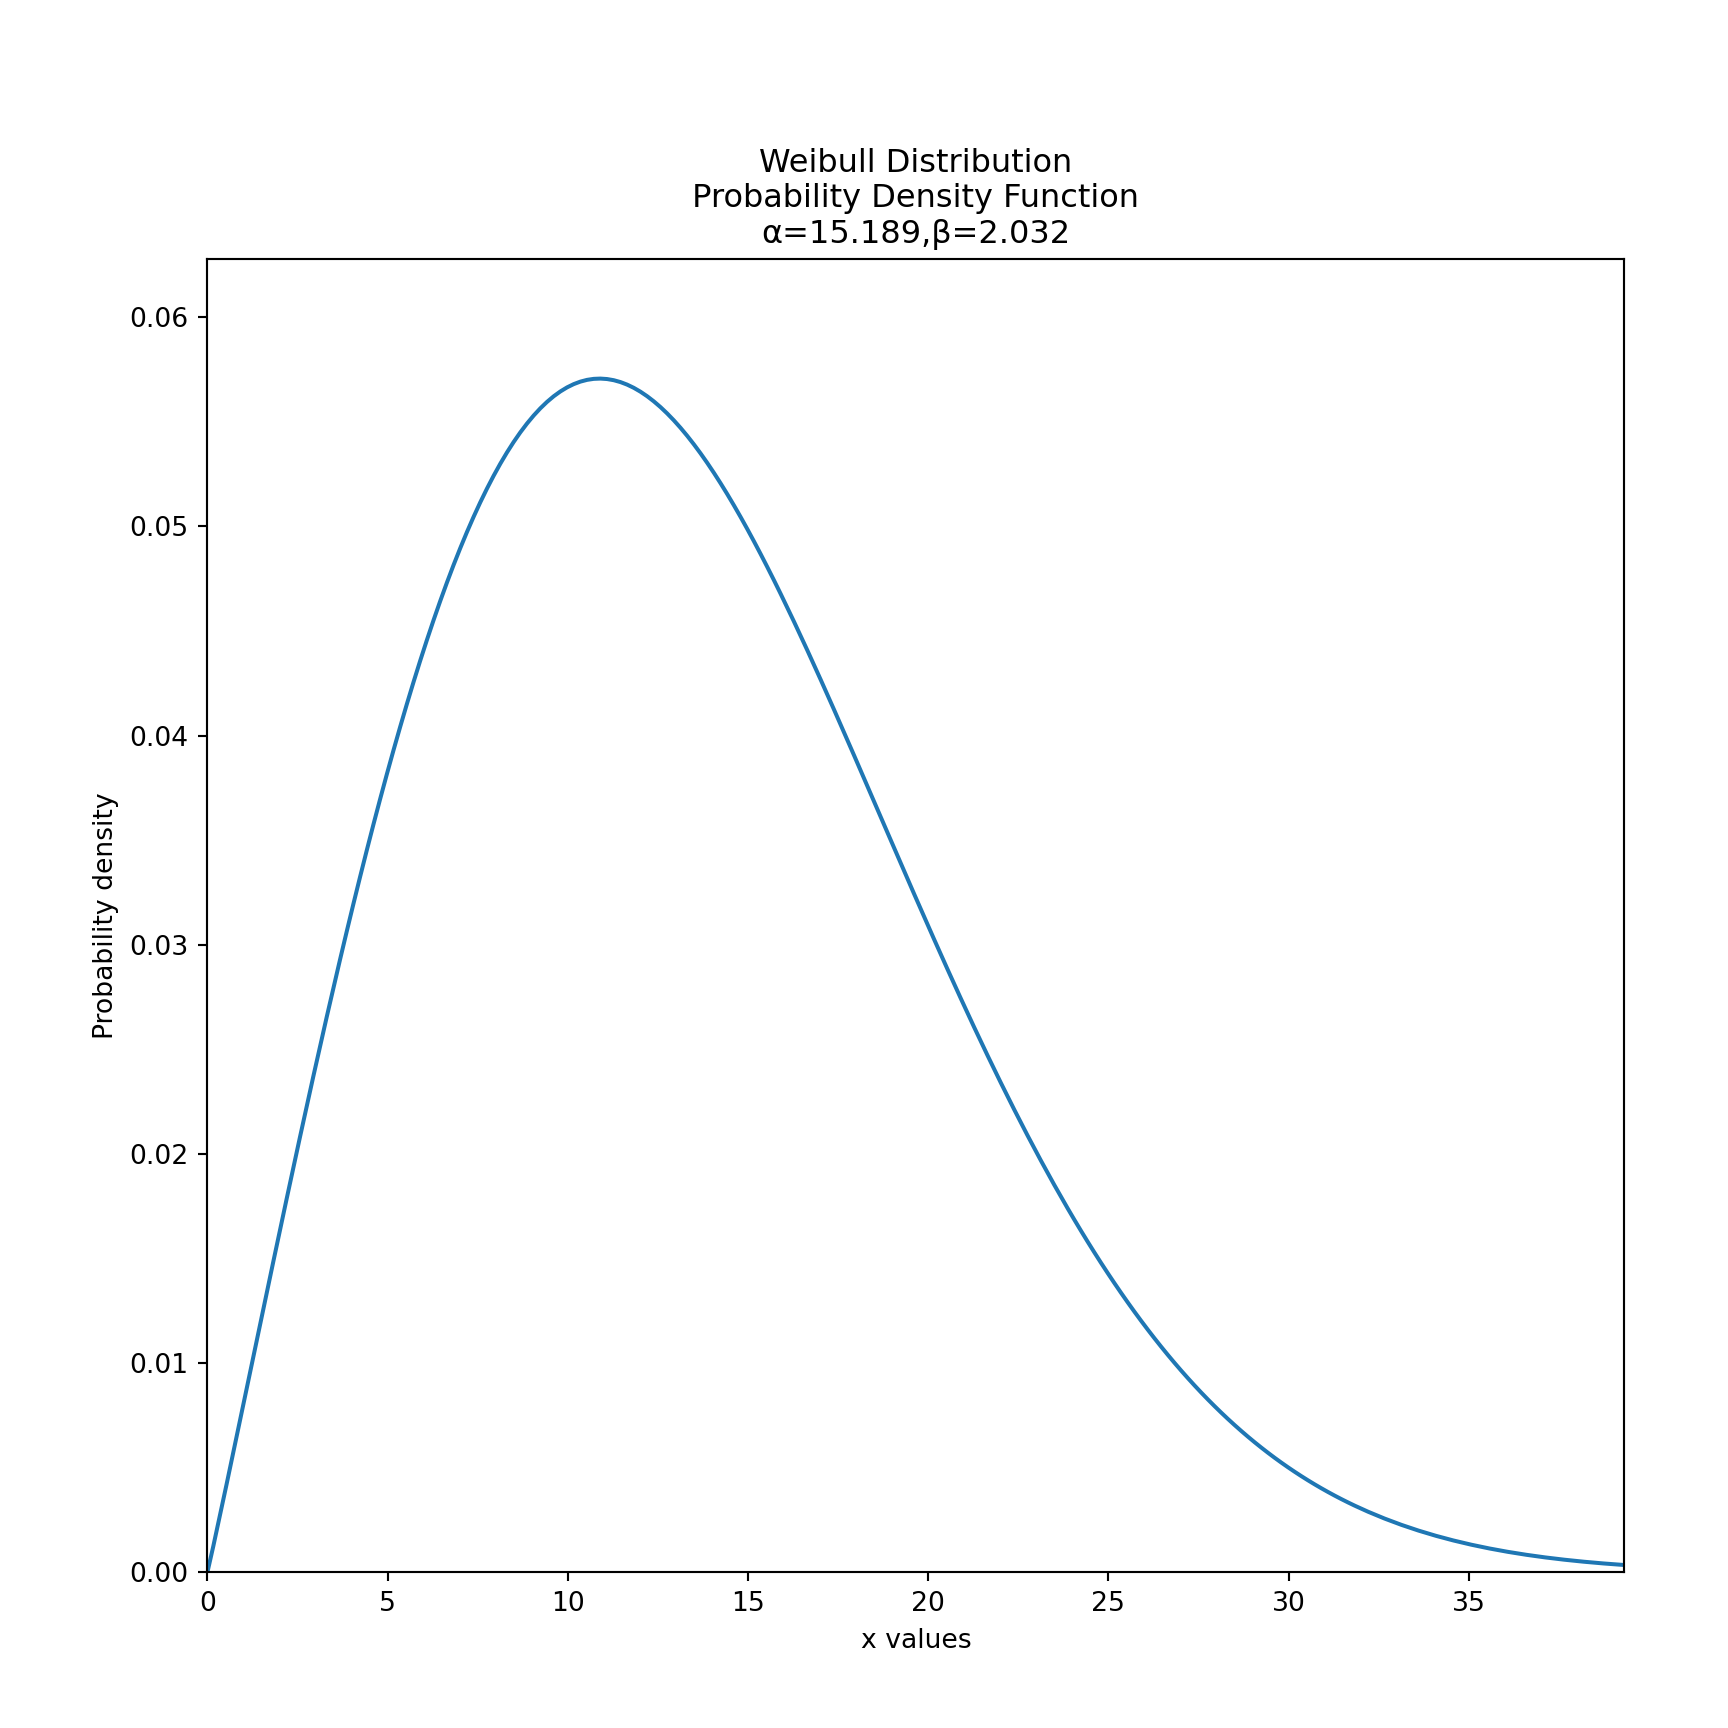 Weibull Distribution
Probability Density Function
α=15.189,β=2.032
Probability density
0.06
0.05
0.04
0.03
0.02
0.01
0.00
0 5 10 15 20 25 30 35
x values